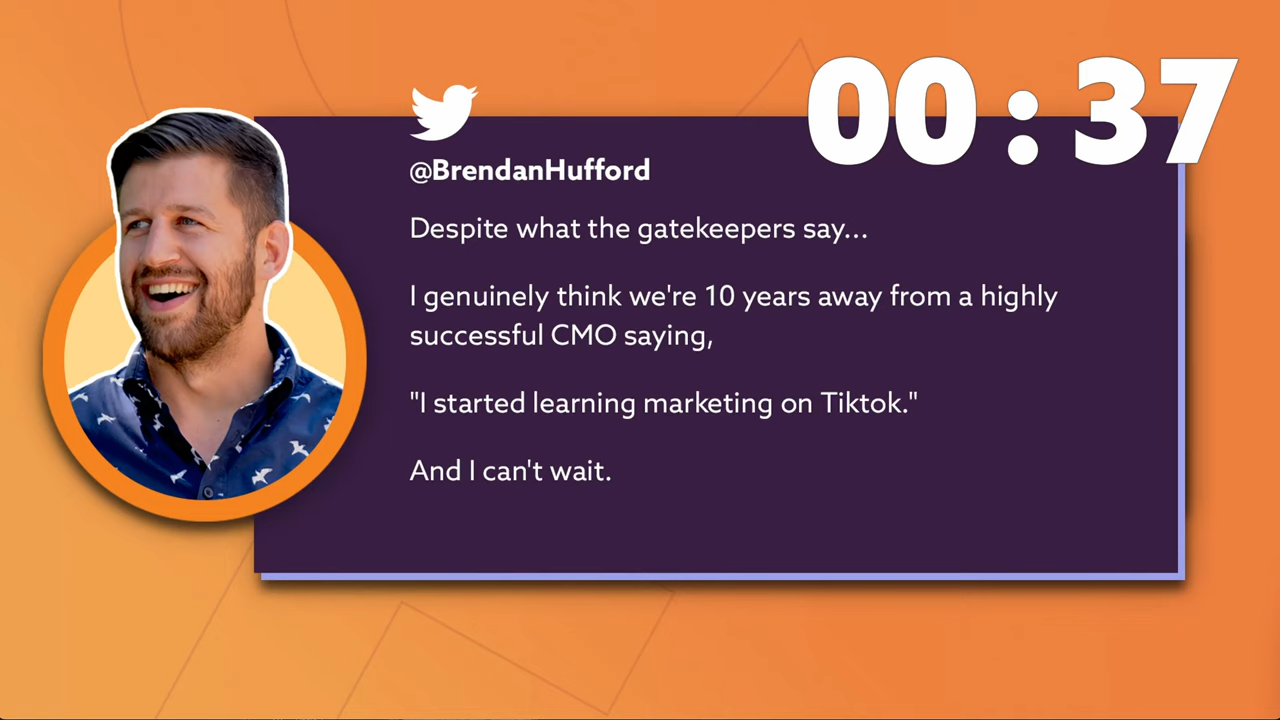 00:37
@BrendanHufford
Despite what the gatekeepers say...
I genuinely think we're 10 years away from a highly
successful CMO saying,
"I started learning marketing on Tiktok."
And I can't wait.